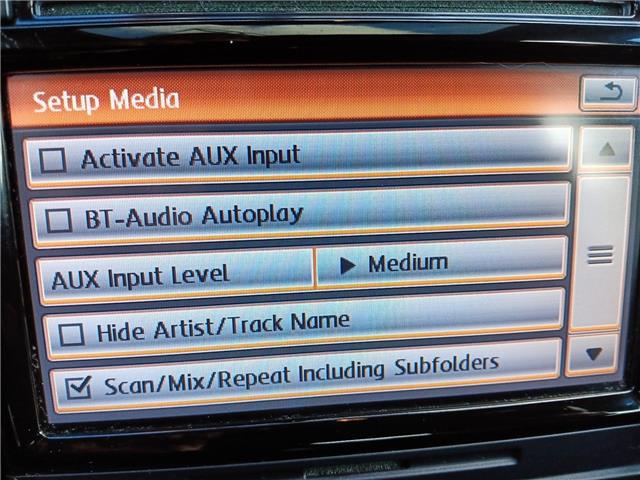 Setup Media
Activate AUX Input
BT-Audio Autoplay
AUX Input Level Medium
Hide Artist/Track Name
Scan/Mix/Repeat Including Subfolders